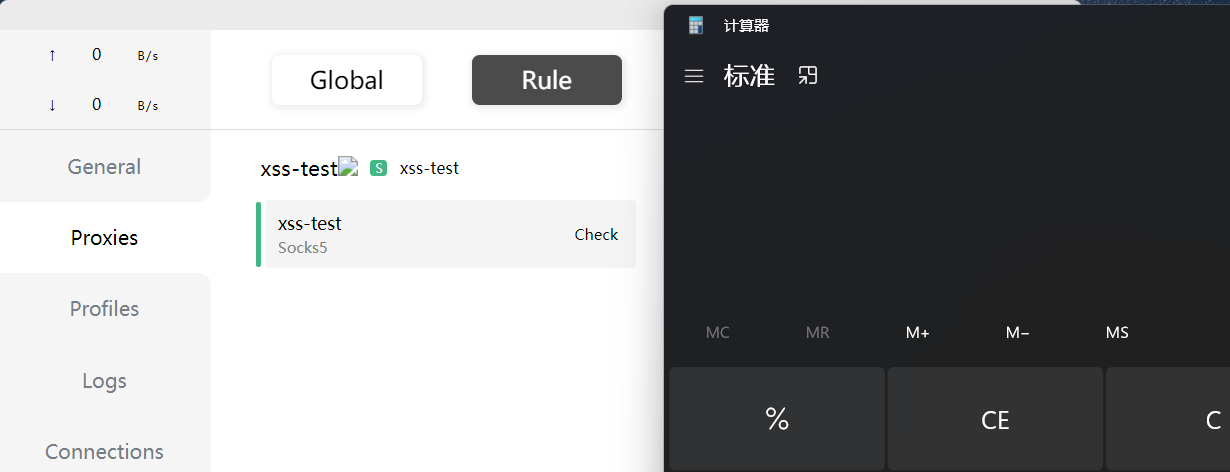 ↑ 0 B/s
↓ 0 B/s
General
Proxies
Profiles
Logs
Connections
Global
Rule
xss-test S xss-test
xss-test
Socks5
Check
计算器
标准
MC MR M+ M− MS
% CE C